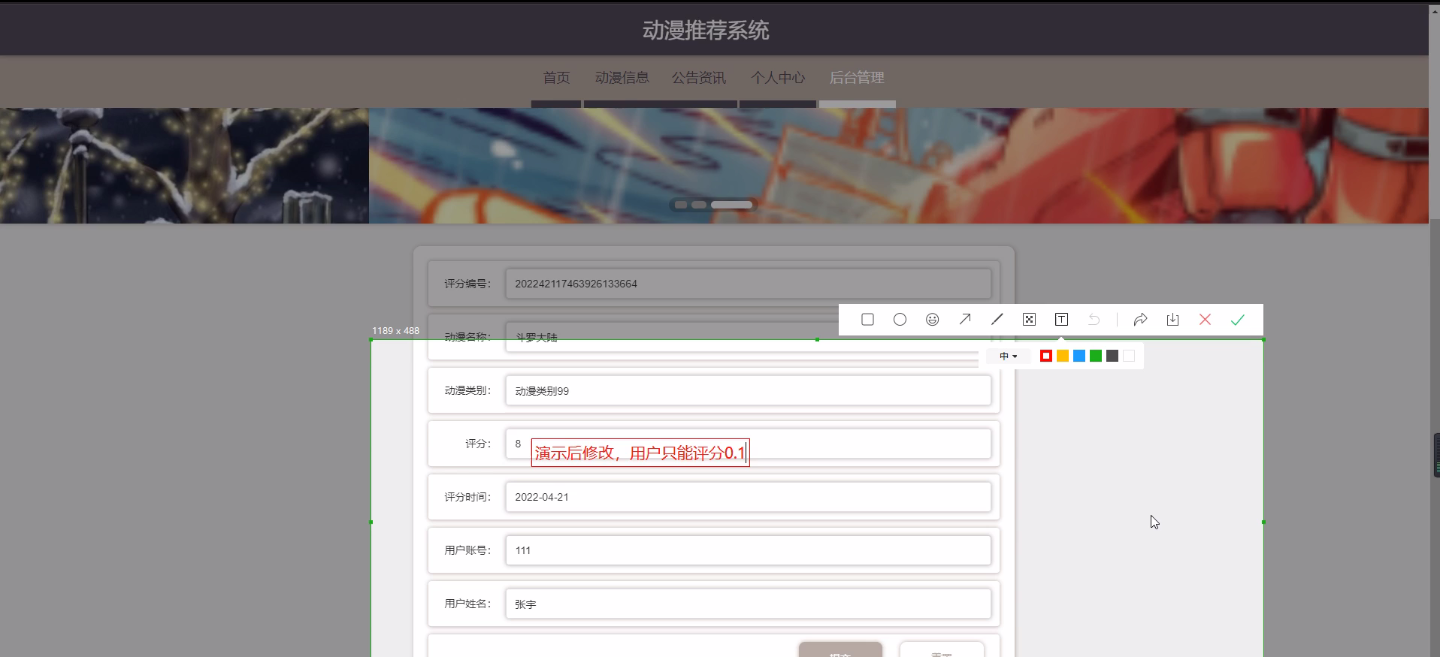 动漫推荐系统
首页 动漫信息 公告资讯 个人中心 后台管理
评分编号： 202242117463926133664
1189 x 488
动漫名称： 斗罗大陆
中
动漫类别： 动漫类别99
评分： 8
演示后修改，用户只能评分0.1
评分时间： 2022-04-21
用户账号： 111
用户姓名： 张宇